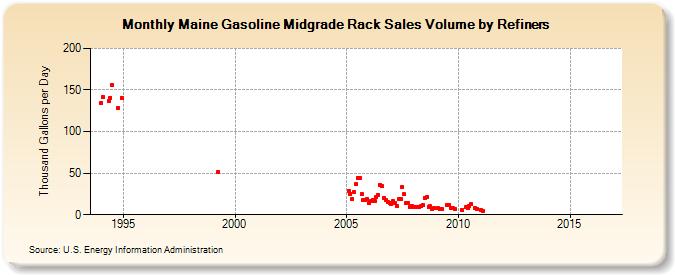 Monthly Maine Gasoline Midgrade Rack Sales Volume by Refiners
Thousand Gallons per Day
200
150
100
50
0
1995 2000 2005 2010 2015
Source: U.S. Energy Information Administration